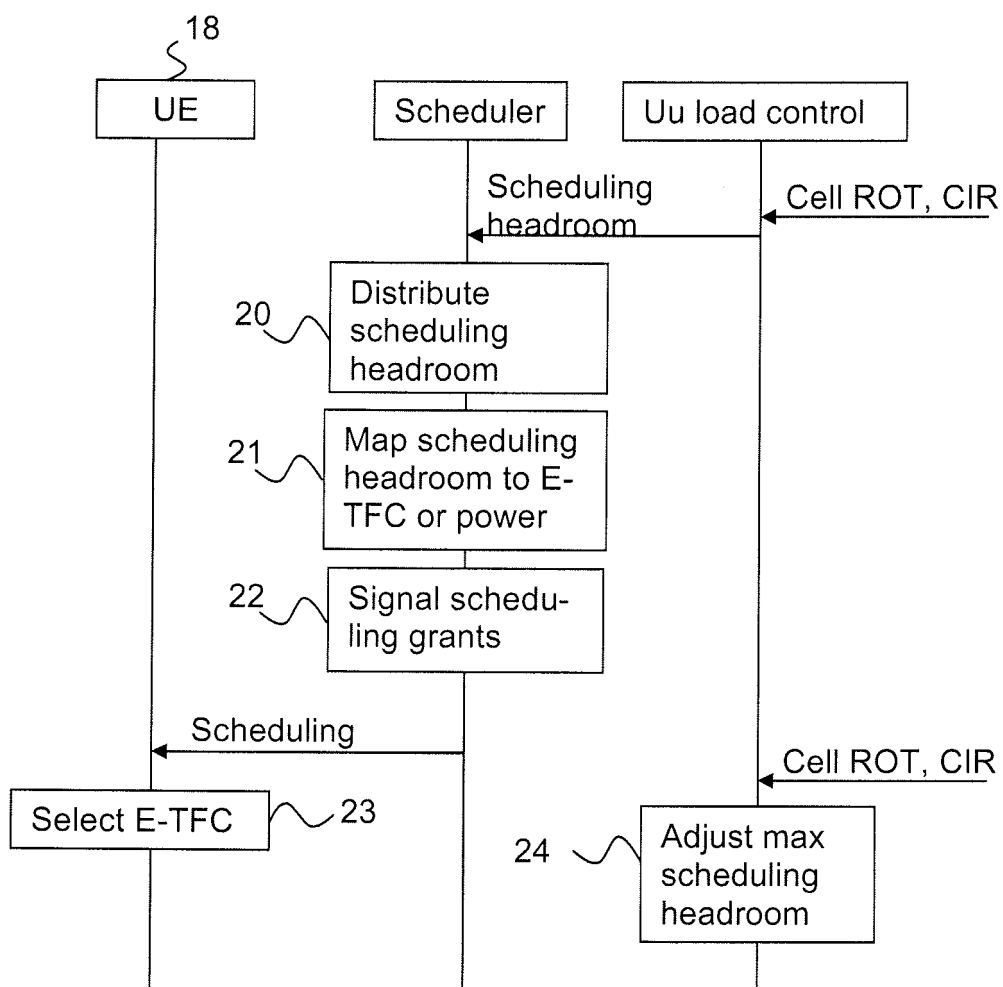 18
UE
Scheduler
Uu load control
Scheduling
headroom
Cell ROT, CIR
20
Distribute
scheduling
headroom
21
Map scheduling
headroom to E-
TFC or power
22
Signal schedu-
ling grants
Scheduling
Cell ROT, CIR
Select E-TFC
23
24
Adjust max
scheduling
headroom